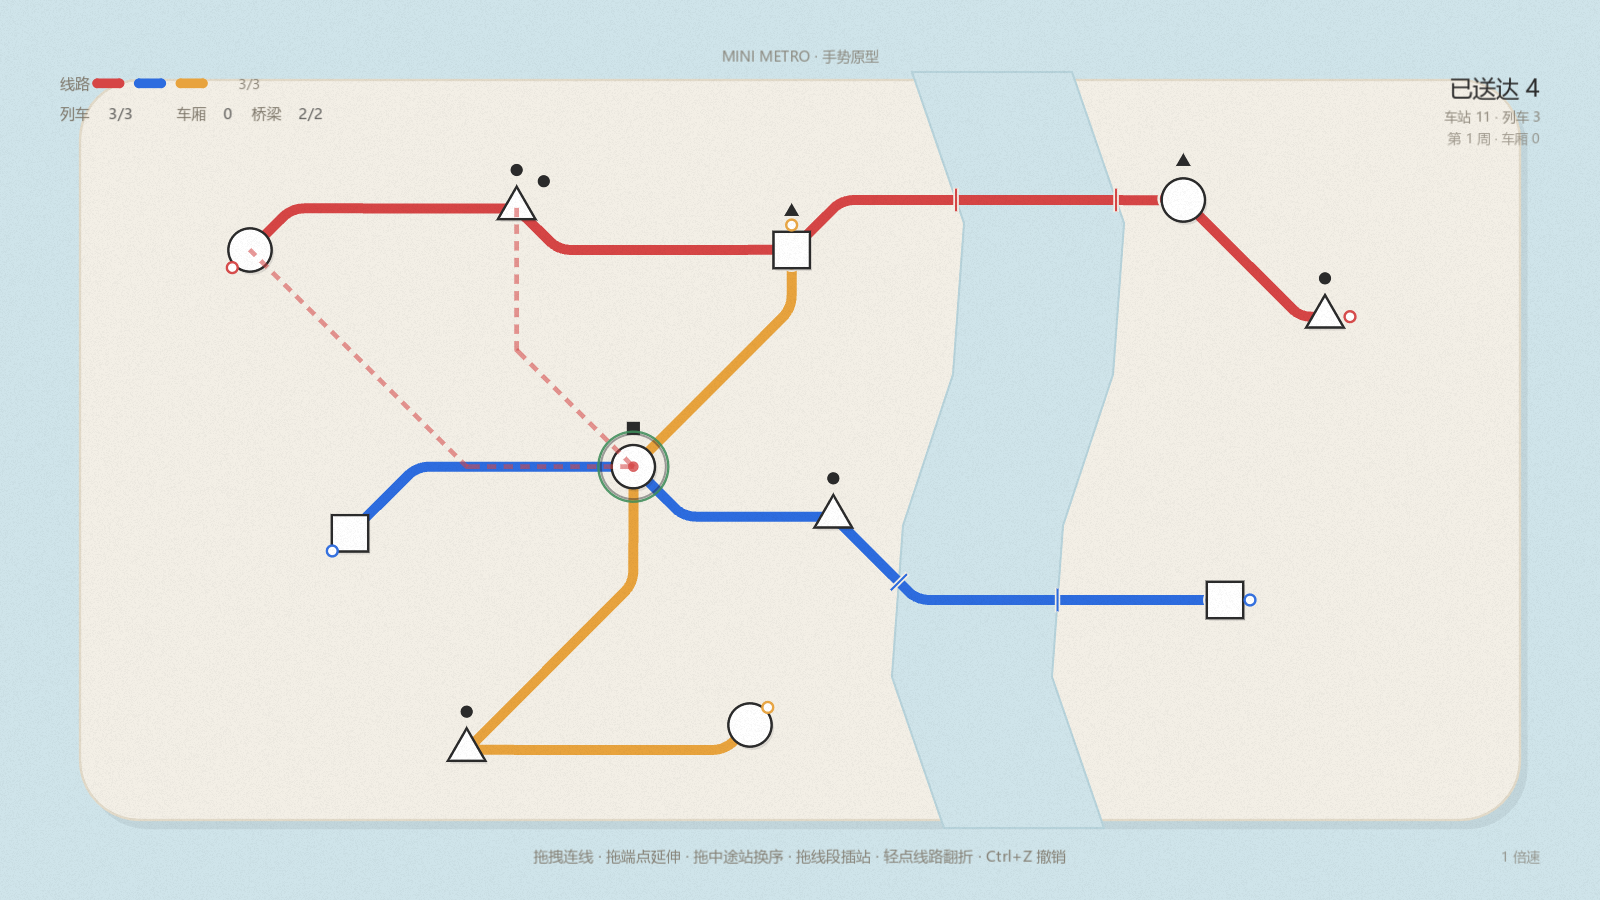 MINI METRO · 手势原型
线路 3/3
列车 3/3 车厢 0 桥梁 2/2
已送达 4
车站 11 · 列车 3
第 1 周 · 车厢 0
拖拽连线 · 拖端点延伸 · 拖中途站换序 · 拖线段插站 · 轻点线路翻折 · Ctrl+Z 撤销
1 倍速